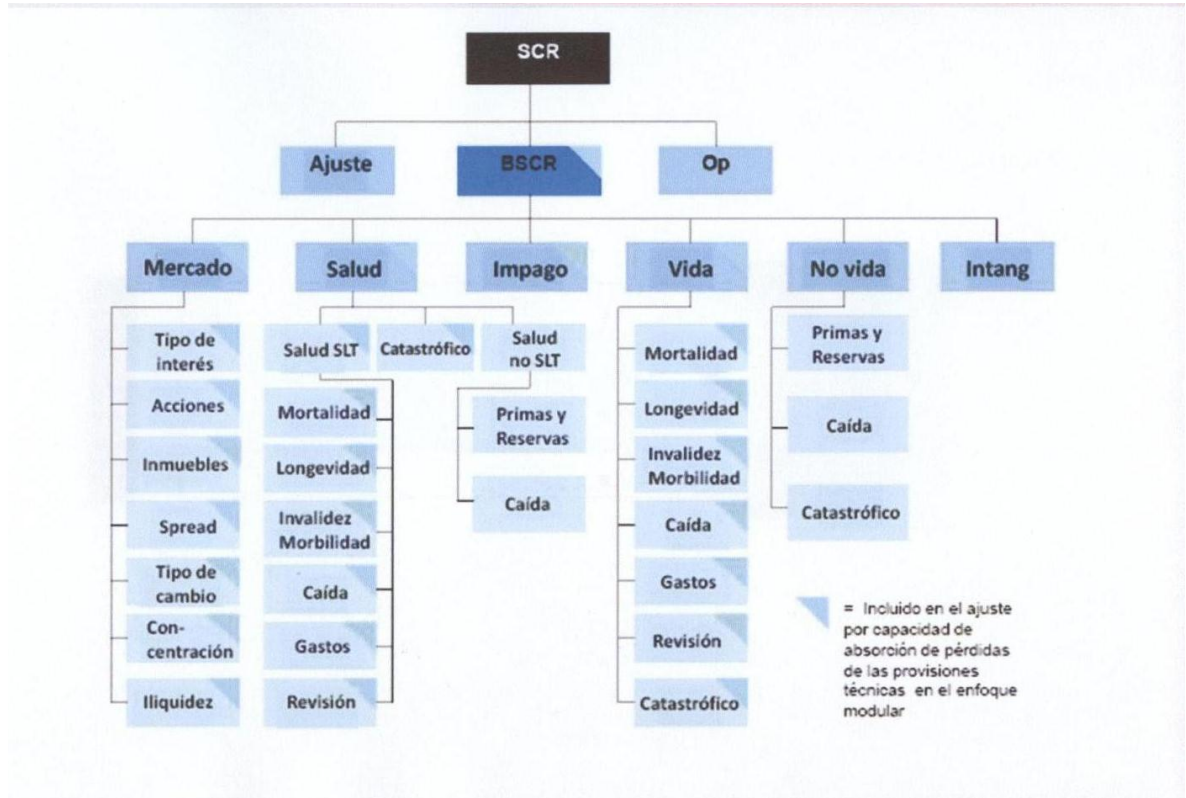 SCR
Ajuste
BSCR
Op
Mercado
Salud
Impago
Vida
No vida
Intang
Tipo de
interés
Acciones
Inmuebles
Spread
Tipo de
cambio
Con-
centración
Iliquidez
Salud SLT
Catastrófico
Salud
no SLT
Mortalidad
Longevidad
Invalidez
Morbilidad
Caída
Gastos
Revisión
Primas y
Reservas
Caída
Mortalidad
Longevidad
Invalidez
Morbilidad
Caída
Gastos
Revisión
Catastrófico
Primas y
Reservas
Caída
Catastrófico
= Incluido en el ajuste
por capacidad de
absorción de pérdidas
de las provisiones
técnicas en el enfoque
modular